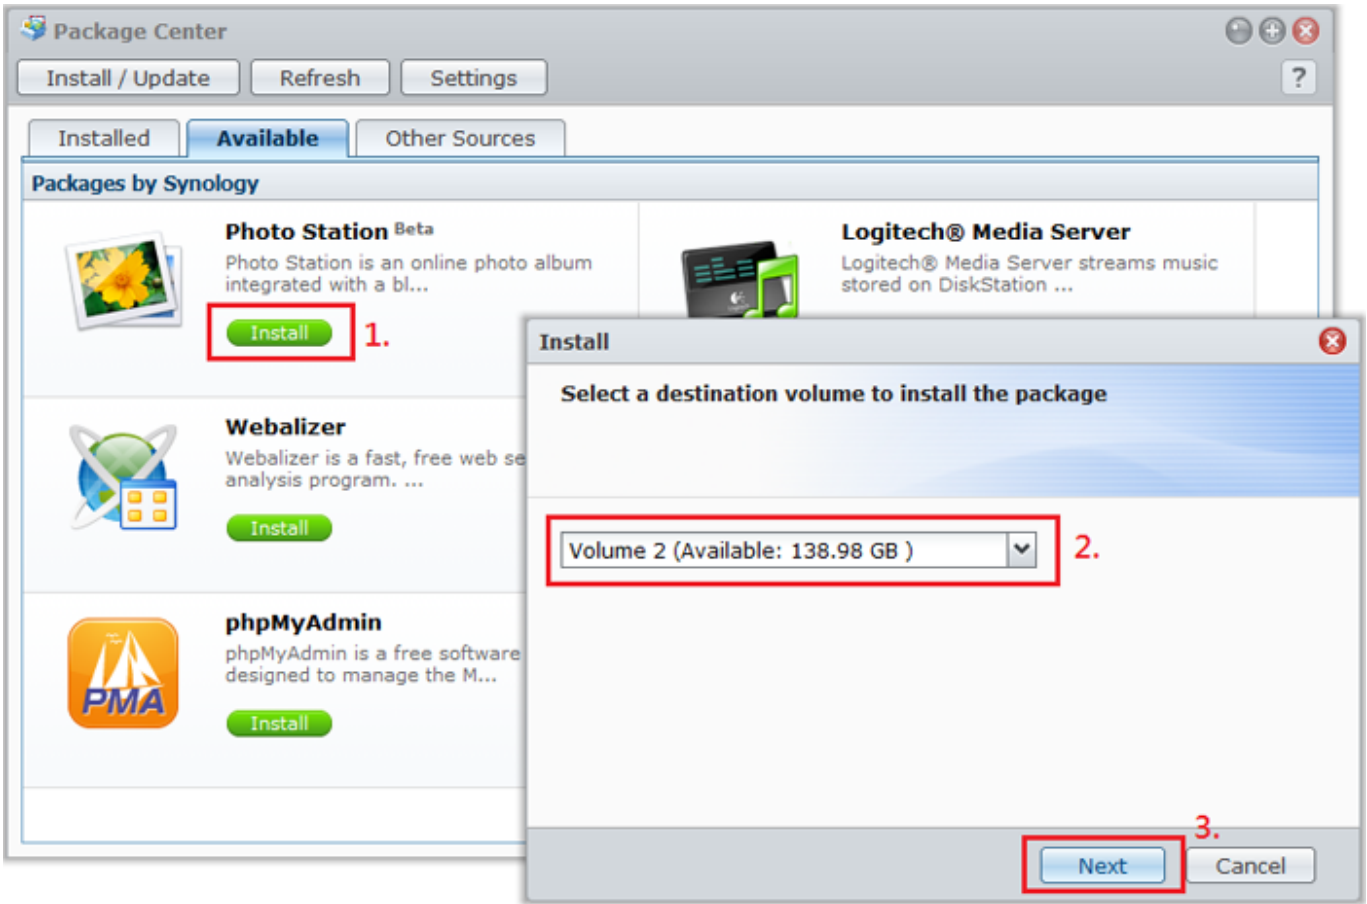 Package Center
Install / Update
Refresh
Settings
?
Installed
Available
Other Sources
Packages by Synology
Photo Station Beta
Photo Station is an online photo album
integrated with a bl...
Install
1.
Logitech® Media Server
Logitech® Media Server streams music
stored on DiskStation ...
Webalizer
Webalizer is a fast, free web se
analysis program. ...
Install
PMA
phpMyAdmin
phpMyAdmin is a free software
designed to manage the M...
Install
Install
Select a destination volume to install the package
Volume 2 (Available: 138.98 GB )
2.
3.
Next
Cancel